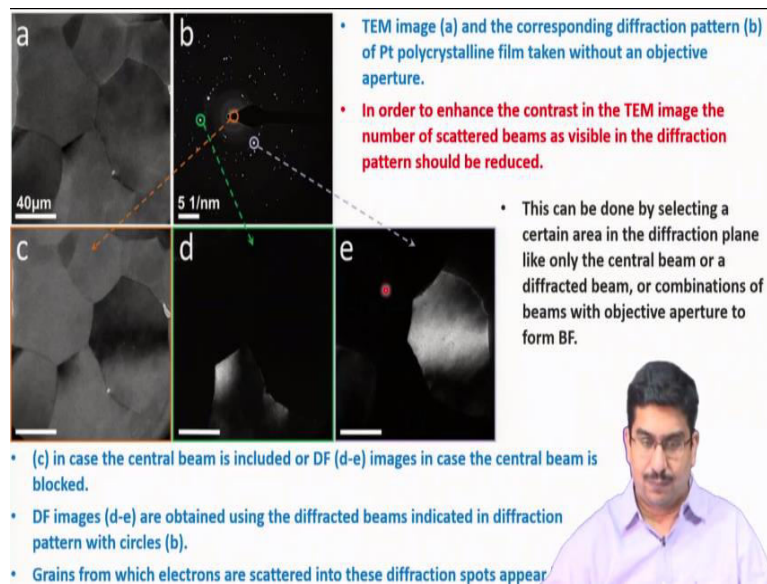 a
b
40µm
5 1/nm
c
d
e
• TEM image (a) and the corresponding diffraction pattern (b)
of Pt polycrystalline film taken without an objective
aperture.
• In order to enhance the contrast in the TEM image the
number of scattered beams as visible in the diffraction
pattern should be reduced.
• This can be done by selecting a
certain area in the diffraction plane
like only the central beam or a
diffracted beam, or combinations of
beams with objective aperture to
form BF.
• (c) in case the central beam is included or DF (d-e) images in case the central beam is
blocked.
• DF images (d-e) are obtained using the diffracted beams indicated in diffraction
pattern with circles (b).
• Grains from which electrons are scattered into these diffraction spots appear